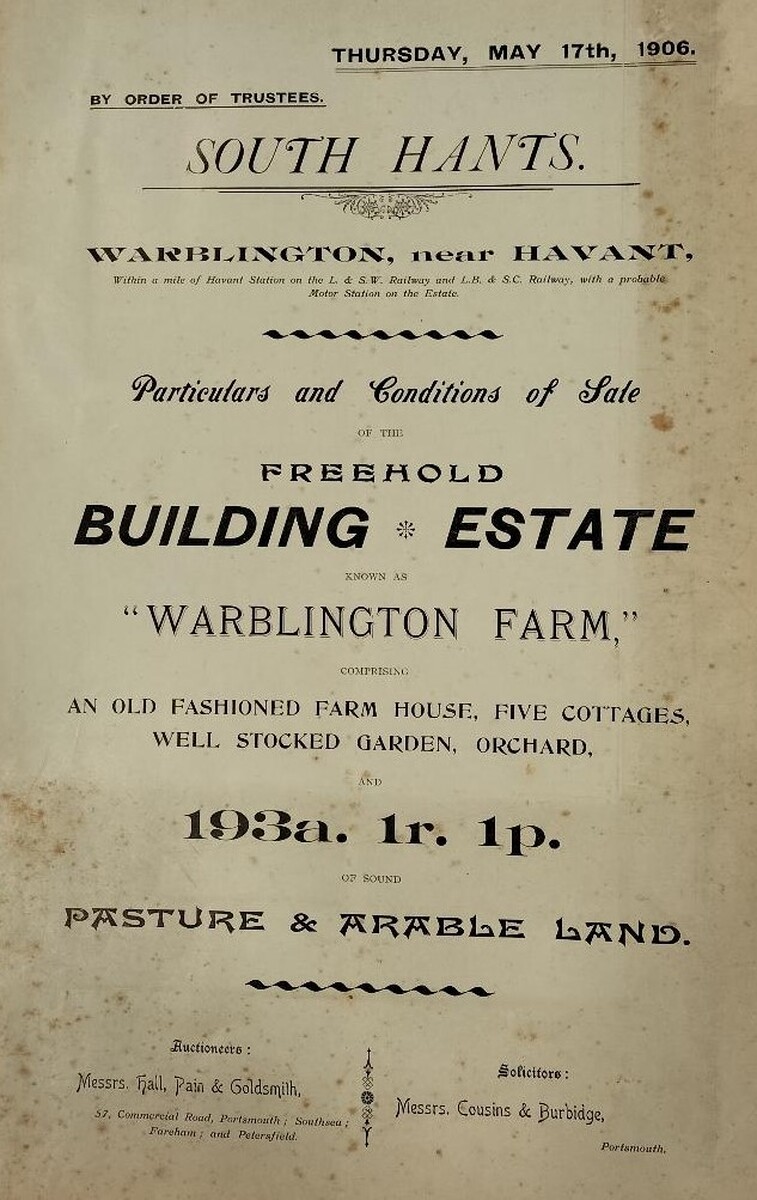 THURSDAY, MAY 17th, 1906.
BY ORDER OF TRUSTEES.
SOUTH HANTS.
WARBLINGTON, near HAVANT,
Within a mile of Havant Station on the L. & S.W. Railway and L.B. & S.C. Railway, with a probable
Motor Station on the Estate.
Particulars and Conditions of Sale
OF THE
FREEHOLD
BUILDING ESTATE
KNOWN AS
"WARBLINGTON FARM,"
COMPRISING
AN OLD FASHIONED FARM HOUSE, FIVE COTTAGES,
WELL STOCKED GARDEN, ORCHARD,
AND
193a. 1r. 1p.
OF SOUND
PASTURE & ARABLE LAND.
Auctioneers:
Messrs. Hall, Pain & Goldsmith,
57, Commercial Road, Portsmouth; Southsea;
Fareham; and Petersfield.
Solicitors:
Messrs. Cousins & Burbidge,
Portsmouth.